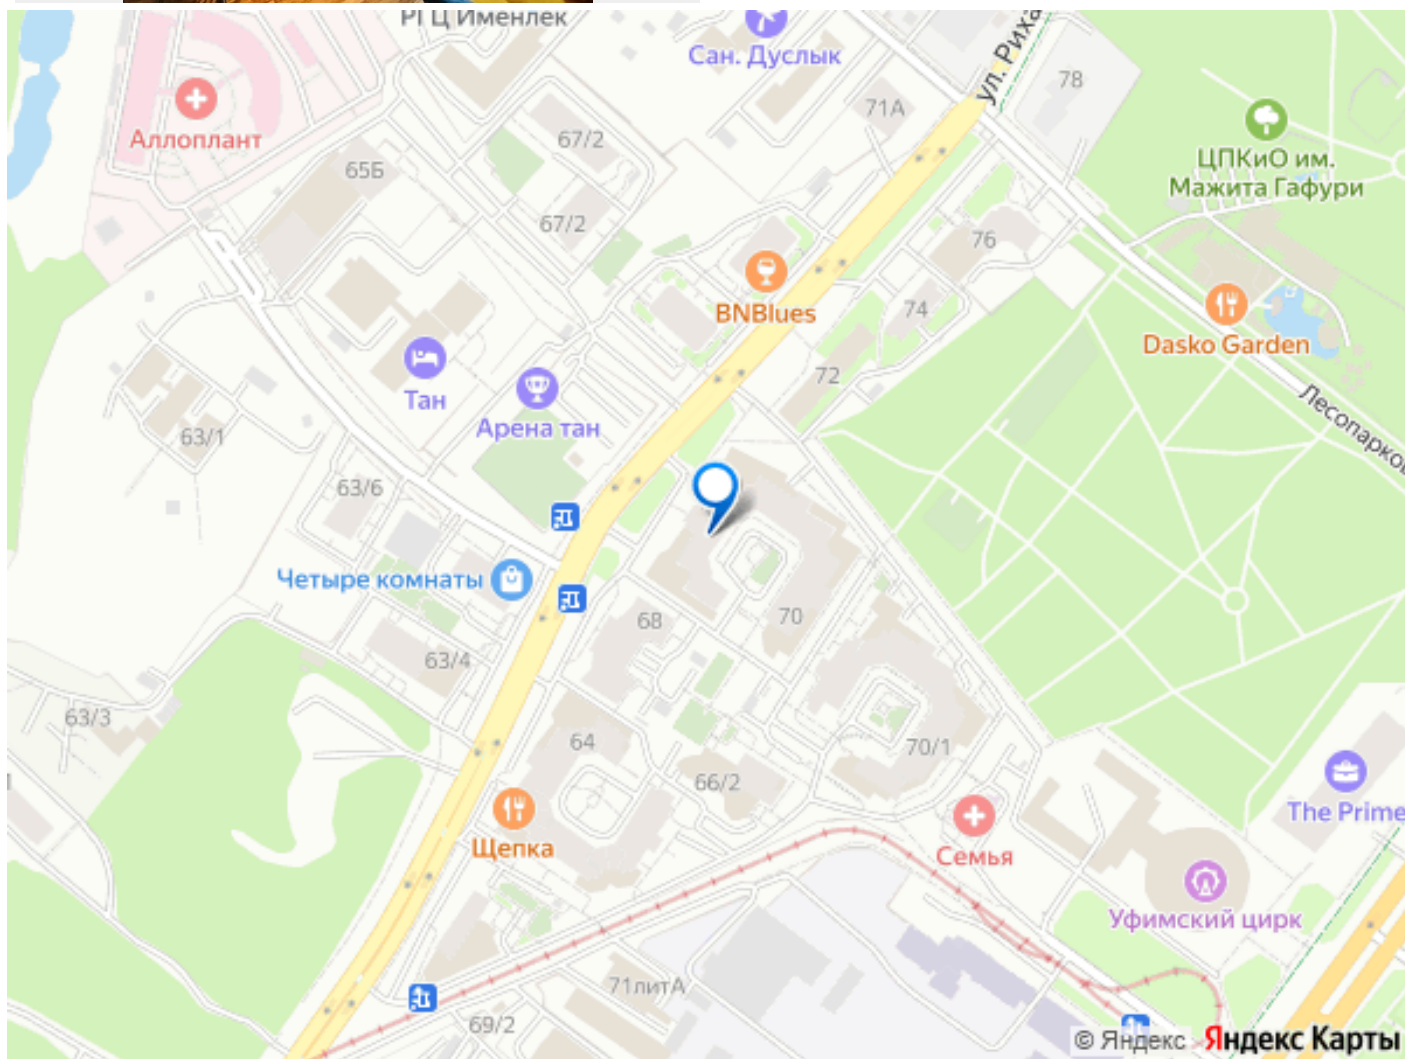 РГЦ Именлек
Сан. Дуслык
ул. Риха
78
71А
Аллоплант
67/2
65Б
ЦПКиО им.
Мажита Гафури
67/2
76
BNBlues
74
Dasko Garden
Тан
72
Арена тан
Лесопарков
63/1
63/6
Четыре комнаты
68
70
63/4
63/3
64
70/1
66/2
The Prime
Щепка
Семья
Уфимский цирк
71литА
69/2
© Яндекс Яндекс Карты